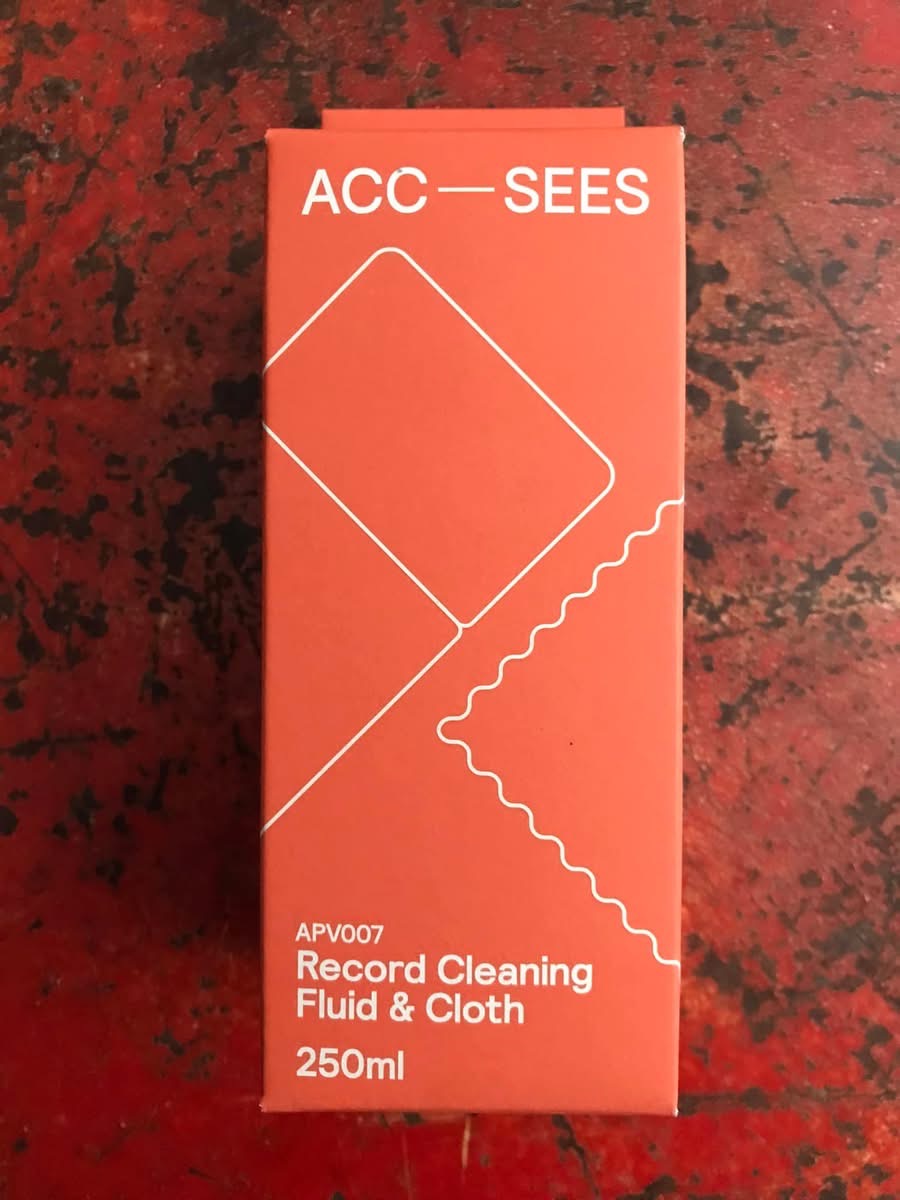 ACC — SEES
APV007
Record Cleaning
Fluid & Cloth
250ml